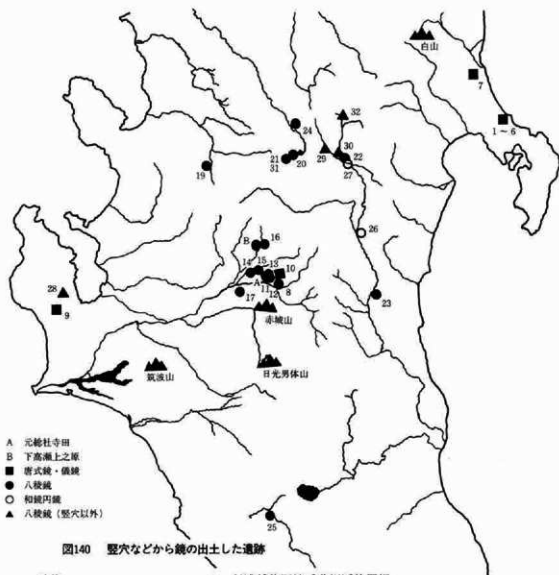 白山
7
1～6
32
24
20
21
31
19
29
30
22
27
26
23
B
16
15
13
14
10
A
11
12
8
17
赤城山
28
9
筑波山
日光男体山
25
A 元総社寺田
B 下高瀬上之原
■ 唐式鏡・儀鏡
● 八稜鏡
○ 和鏡円鏡
▲ 八稜鏡(竪穴以外)
図140 竪穴などから鏡の出土した遺跡